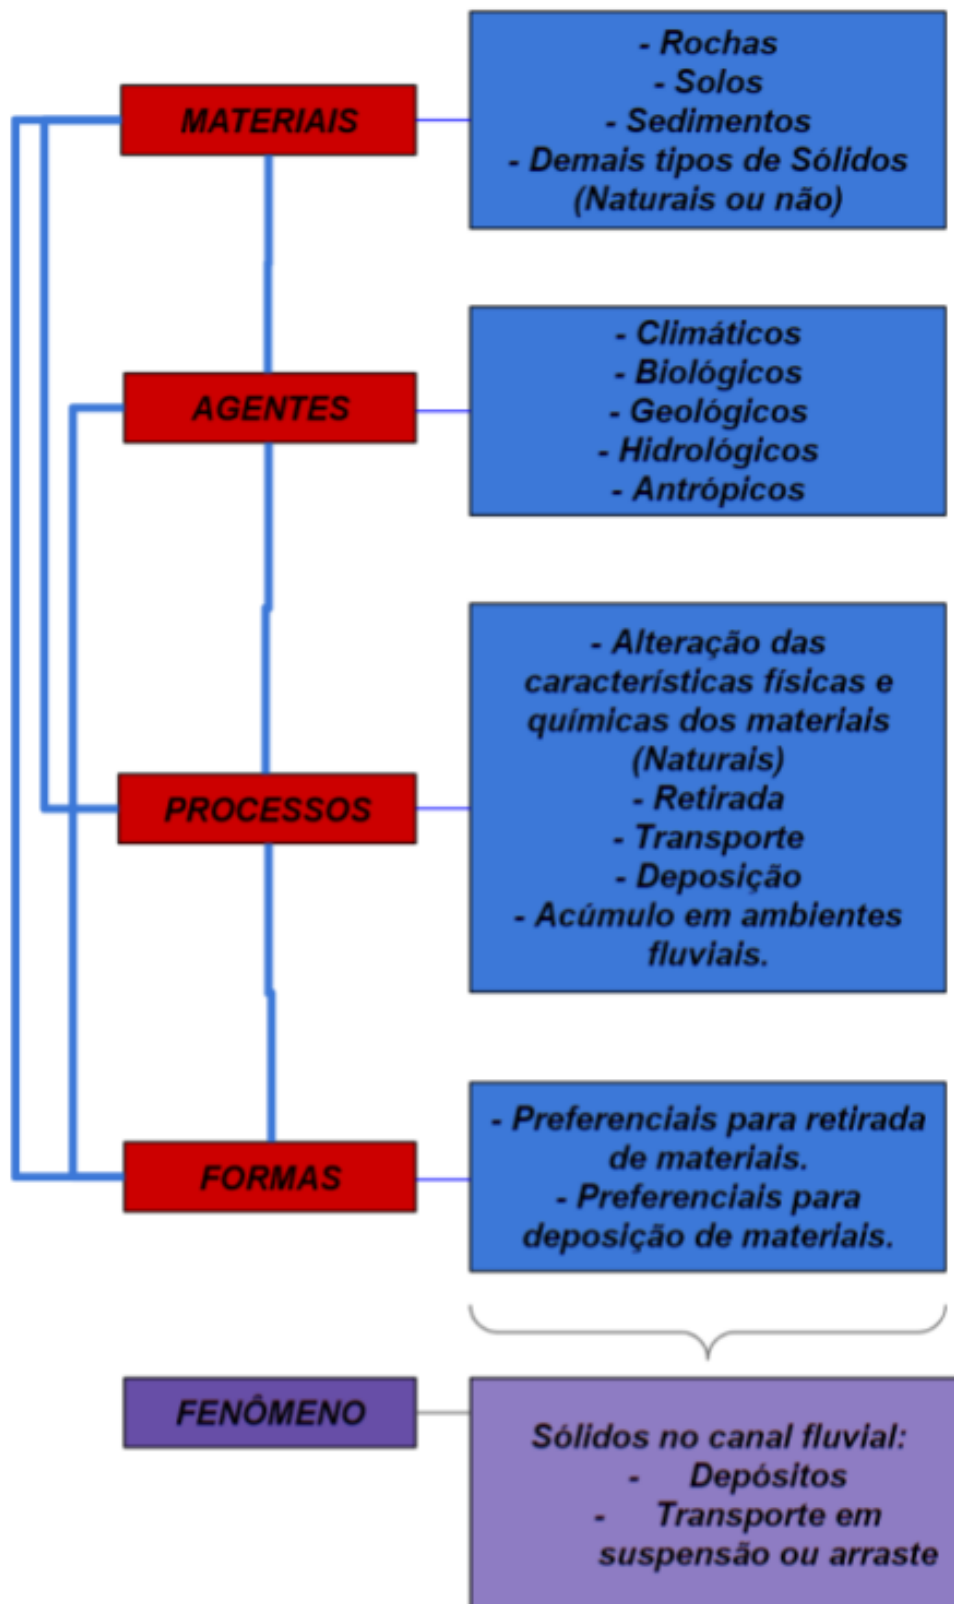 MATERIAIS
- Rochas
- Solos
- Sedimentos
- Demais tipos de Sólidos
(Naturais ou não)
AGENTES
- Climáticos
- Biológicos
- Geológicos
- Hidrológicos
- Antrópicos
PROCESSOS
- Alteração das
características físicas e
químicas dos materiais
(Naturais)
- Retirada
- Transporte
- Deposição
- Acúmulo em ambientes
fluviais.
FORMAS
- Preferenciais para retirada
de materiais.
- Preferenciais para
deposição de materiais.
FENÔMENO
Sólidos no canal fluvial:
- Depósitos
- Transporte em
suspensão ou arraste